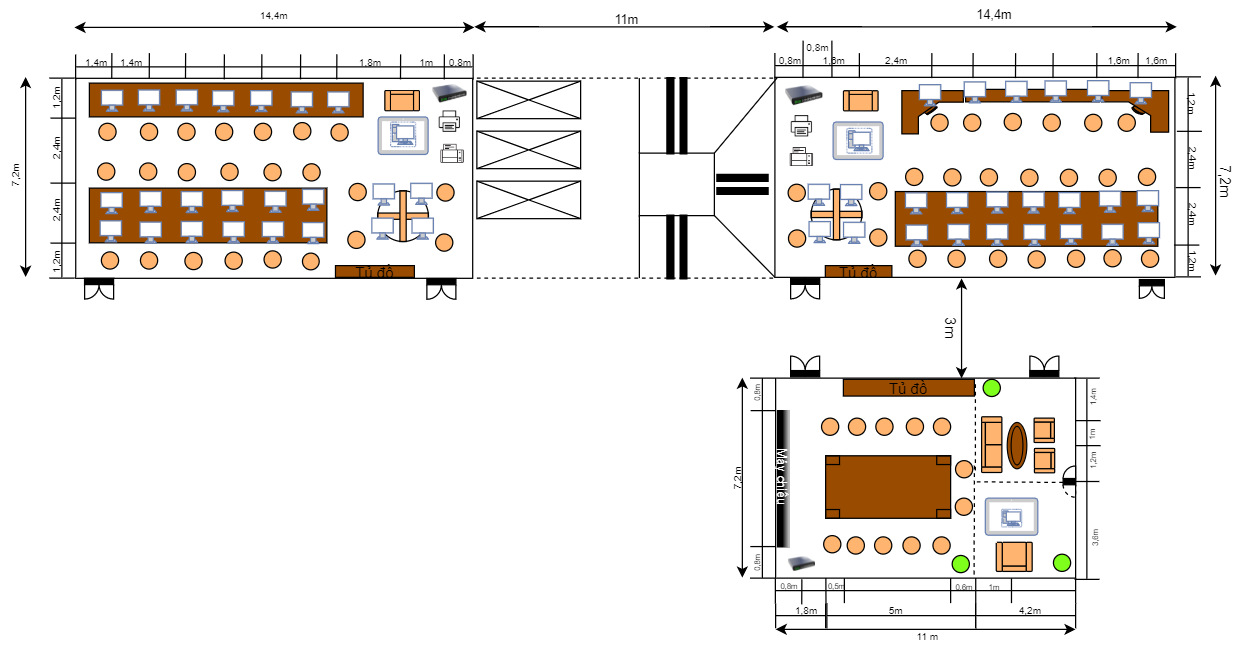 14,4m
11m
14,4m
1,4m
1,4m
1,8m
1m
0,8m
0,8m
0,8m
1,6m
2,4m
1,6m
1,6m
7,2m
1,2m
2,4m
2,4m
1,2m
Tủ đồ
1,2m
2,4m
2,4m
1,2m
7,2m
Tủ đồ
3m
7,2m
0,8m
0,8m
Tủ đồ
Máy chiếu
1,4m
1m
1,2m
3,6m
0,8m
0,5m
0,6m
1m
1,8m
5m
4,2m
11 m